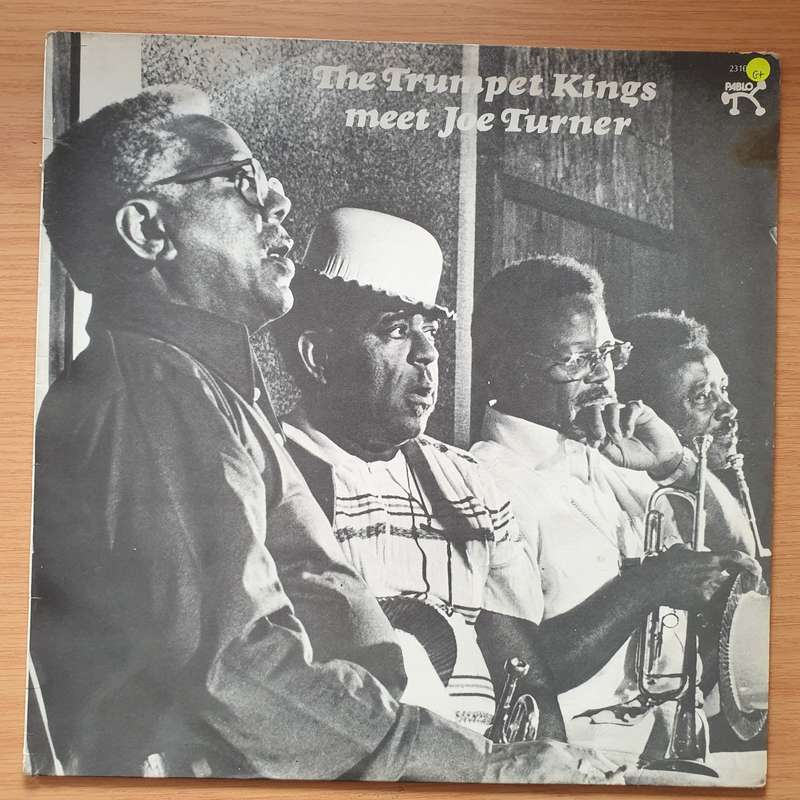 The Trumpet Kings
meet Joe Turner
G+
PABLO